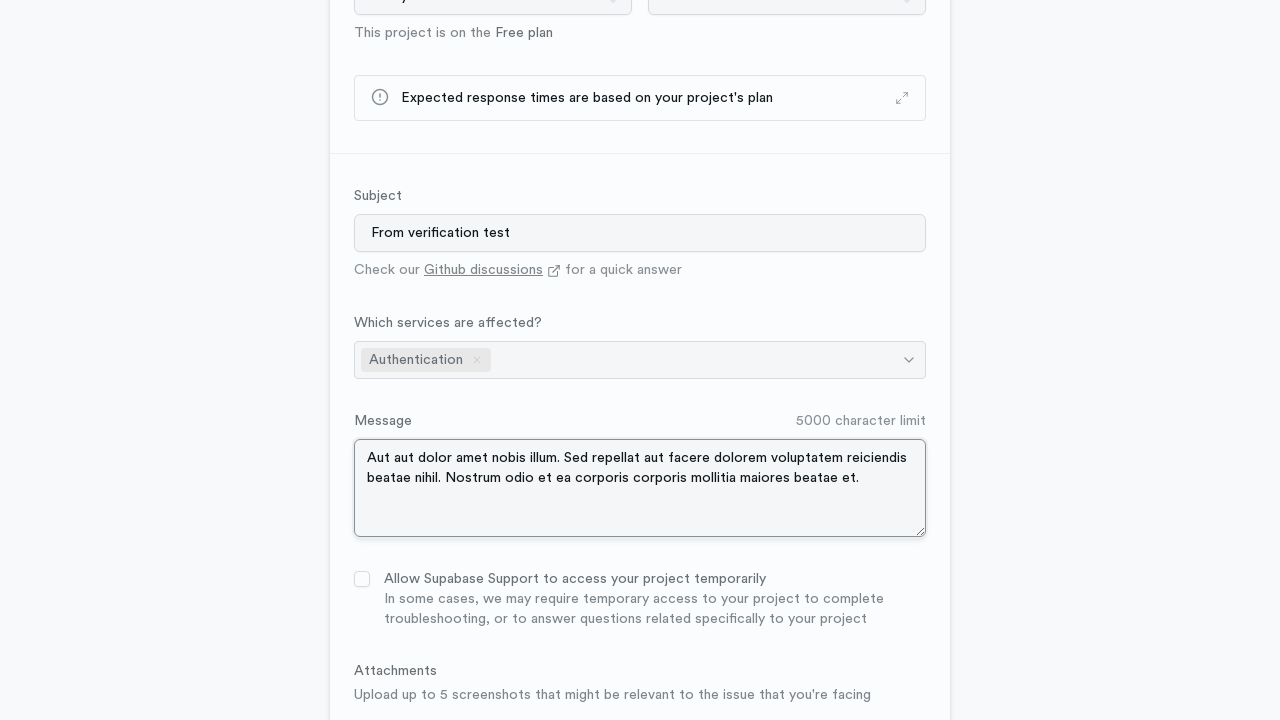 This project is on the Free plan
Expected response times are based on your project's plan
Subject
From verification test
Check our Github discussions for a quick answer
Which services are affected?
Authentication
Message
5000 character limit
Aut aut dolor amet nobis illum. Sed repellat aut facere dolorem voluptatem reiciendis
beatae nihil. Nostrum odio et ea corporis corporis mollitia maiores beatae et.
Allow Supabase Support to access your project temporarily
In some cases, we may require temporary access to your project to complete
troubleshooting, or to answer questions related specifically to your project
Attachments
Upload up to 5 screenshots that might be relevant to the issue that you're facing